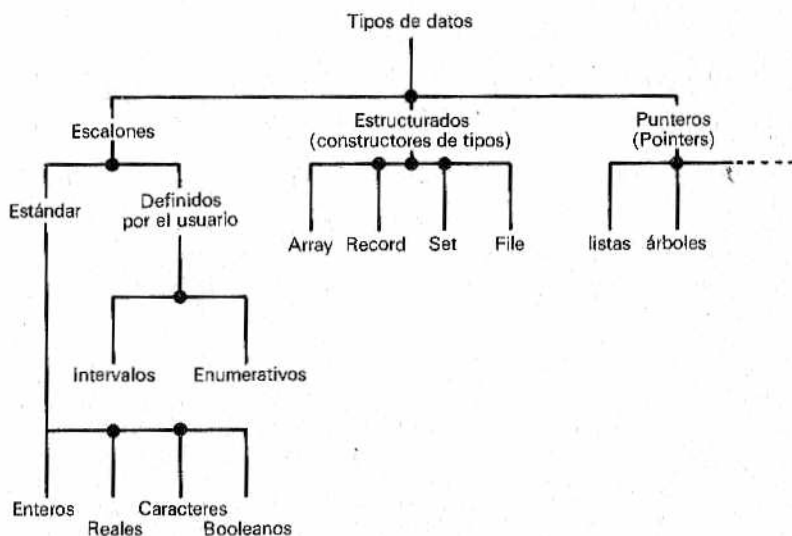 Tipos de datos
Escalones
Estructurados
(constructores de tipos)
Punteros
(Pointers)
Estándar
Definidos
por el usuario
Array
Record
Set
File
listas
árboles
Intervalos
Enumerativos
Enteros
Reales
Caracteres
Booleanos